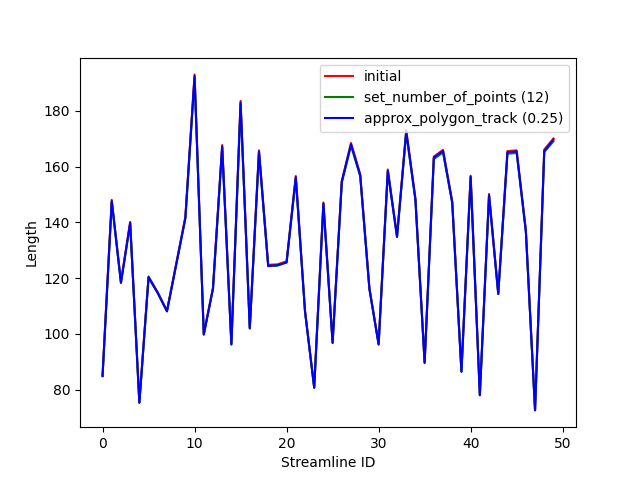 initial
set_number_of_points (12)
approx_polygon_track (0.25)
180
160
140
120
100
80
Length
0 10 20 30 40 50
Streamline ID